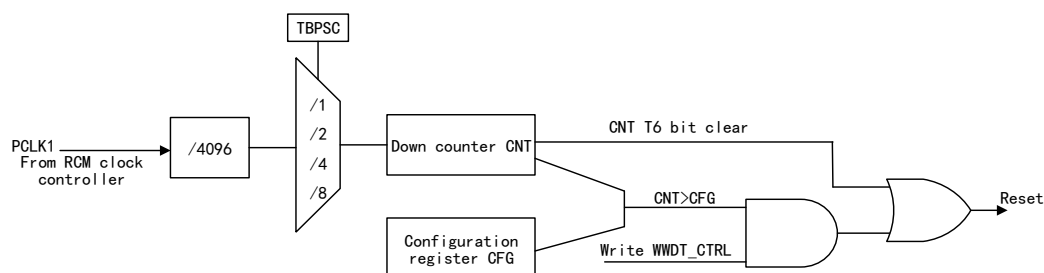 TBPSC
/1
/2
/4
/8
PCLK1
From RCM clock
controller
/4096
Down counter CNT
CNT T6 bit clear
CNT>CFG
Configuration
register CFG
Write WWDT_CTRL
Reset